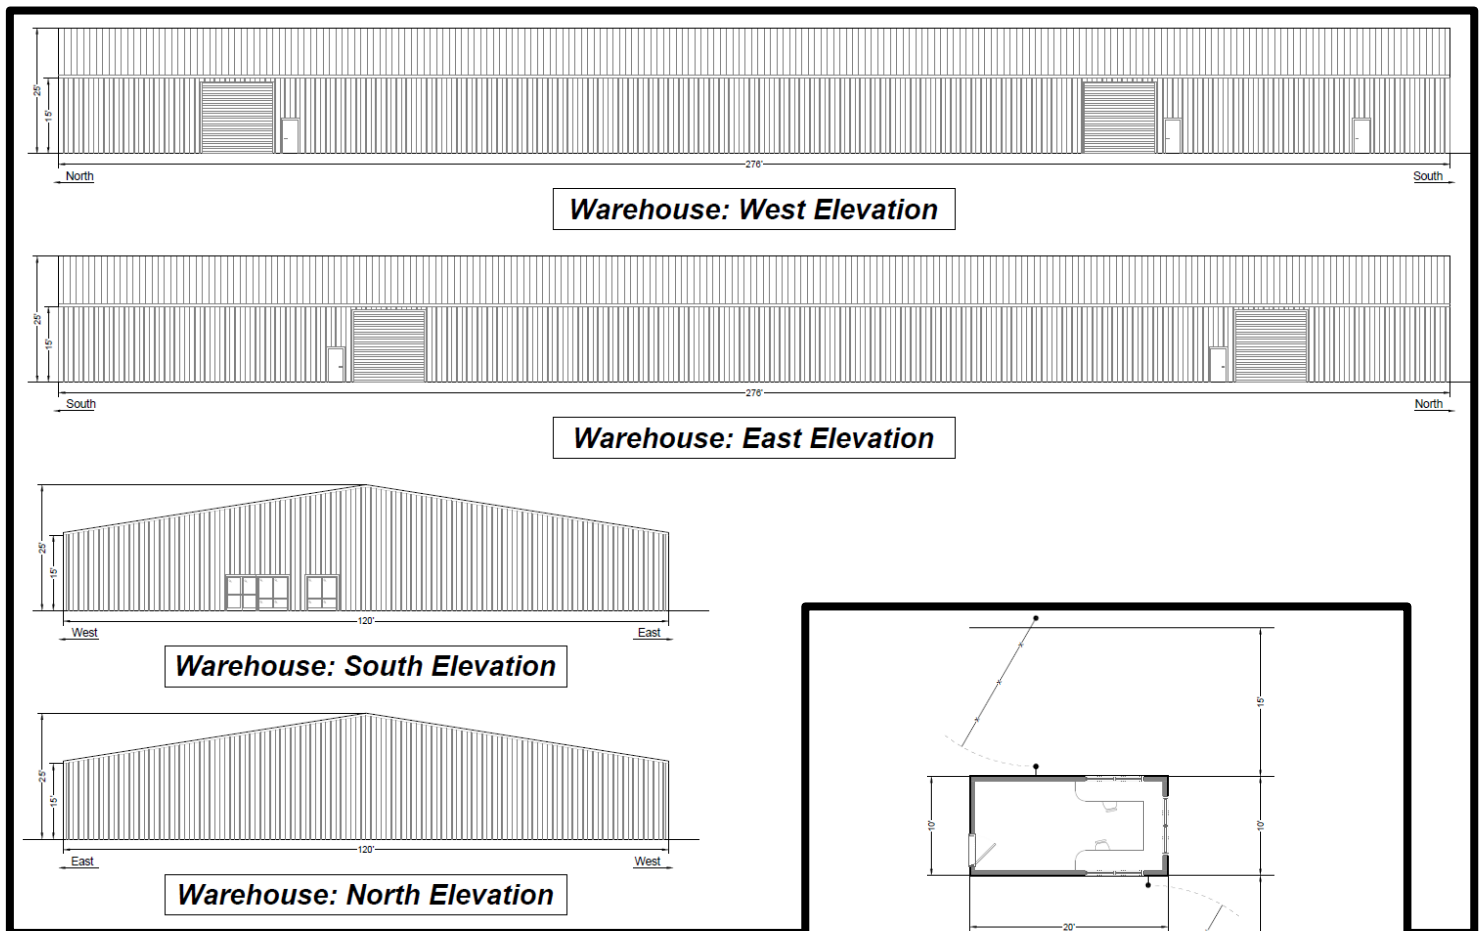 25'
15'
276'
North
South
Warehouse: West Elevation
25'
15'
276'
South
North
Warehouse: East Elevation
25'
15'
120'
West
East
Warehouse: South Elevation
25'
15'
120'
East
West
Warehouse: North Elevation
15'
10'
10'
20'